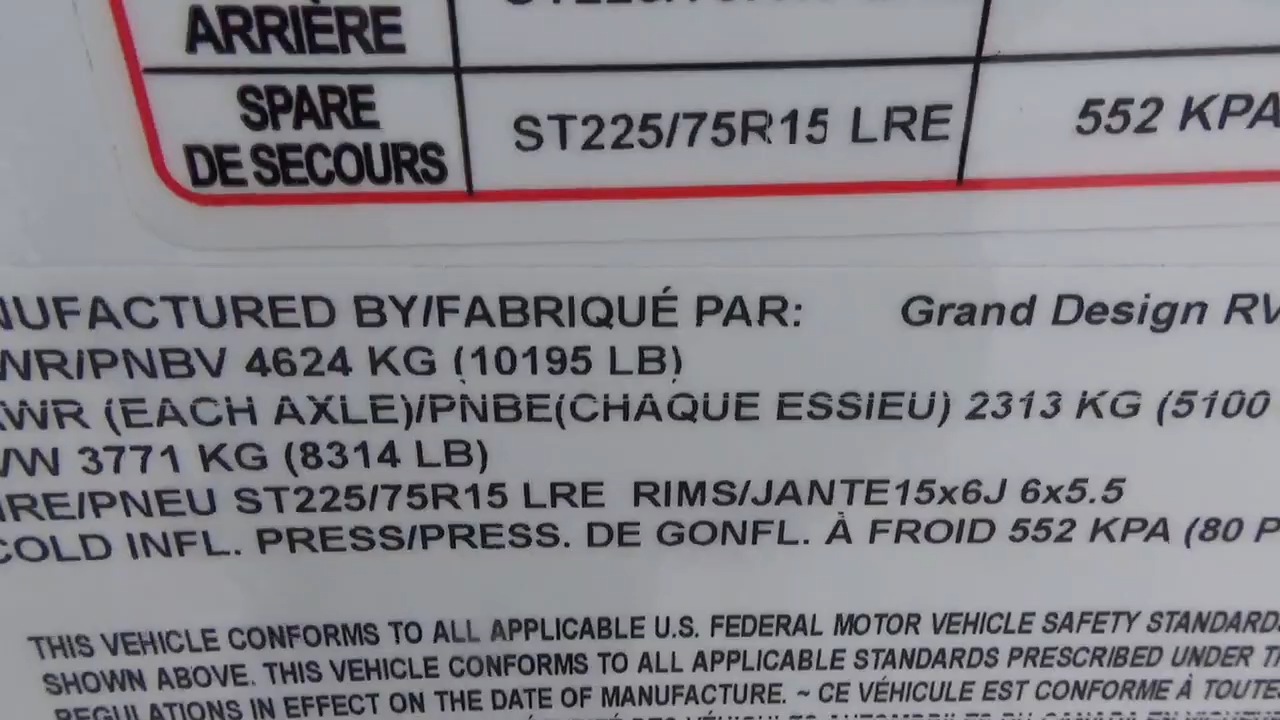 ARRIÈRE
SPARE
DE SECOURS
ST225/75R15 LRE
552 KPA
NUFACTURED BY/FABRIQUÉ PAR: Grand Design RV
WR/PNBV 4624 KG (10195 LB)
WR (EACH AXLE)/PNBE(CHAQUE ESSIEU) 2313 KG (5100
VW 3771 KG (8314 LB)
IRE/PNEU ST225/75R15 LRE RIMS/JANTE15x6J 6x5.5
COLD INFL. PRESS/PRESS. DE GONFL. À FROID 552 KPA (80 P
THIS VEHICLE CONFORMS TO ALL APPLICABLE U.S. FEDERAL MOTOR VEHICLE SAFETY STANDARD
SHOWN ABOVE. THIS VEHICLE CONFORMS TO ALL APPLICABLE STANDARDS PRESCRIBED UNDER T
REGULATIONS IN EFFECT ON THE DATE OF MANUFACTURE. ~ CE VÉHICULE EST CONFORME À TOUTE